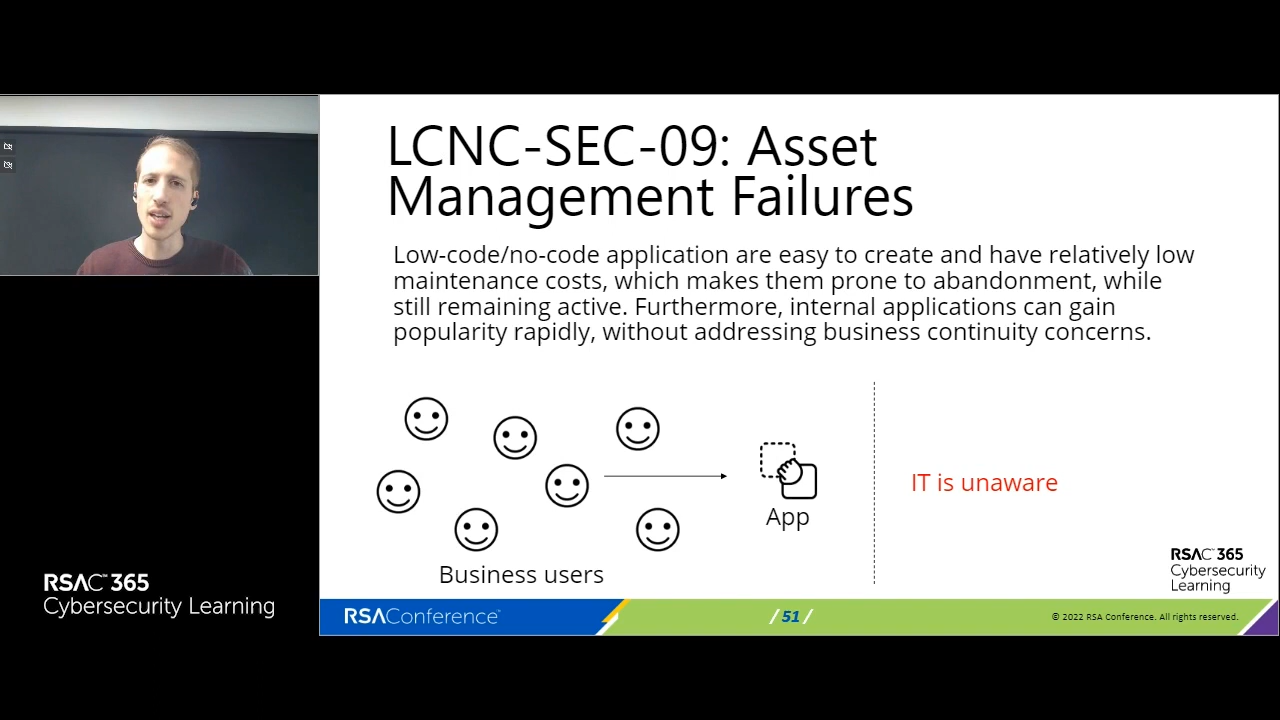 LCNC-SEC-09: Asset
Management Failures
Low-code/no-code application are easy to create and have relatively low
maintenance costs, which makes them prone to abandonment, while
still remaining active. Furthermore, internal applications can gain
popularity rapidly, without addressing business continuity concerns.
IT is unaware
App
Business users
RSAC™ 365
Cybersecurity Learning
RSAC™ 365
Cybersecurity
Learning
RSAConference™
/ 51 /
© 2022 RSA Conference. All rights reserved.